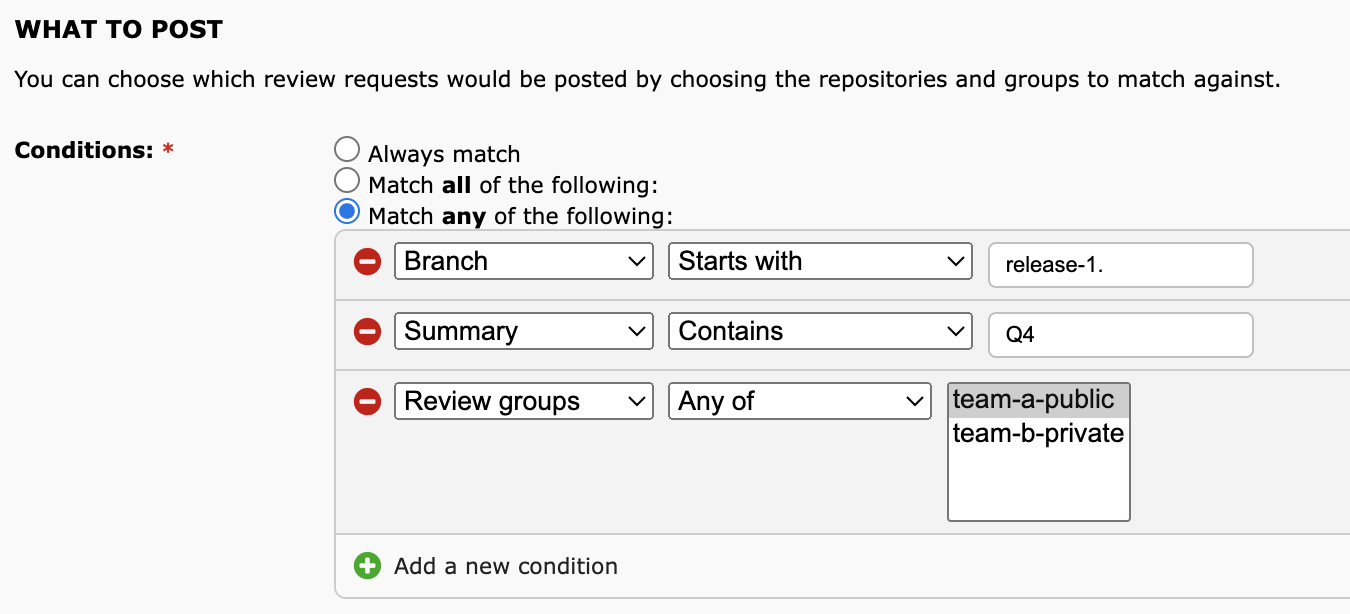 WHAT TO POST
You can choose which review requests would be posted by choosing the repositories and groups to match against.
Conditions: *
Always match
Match all of the following:
Match any of the following:
Branch Starts with release-1.
Summary Contains Q4
Review groups Any of team-a-public
team-b-private
Add a new condition